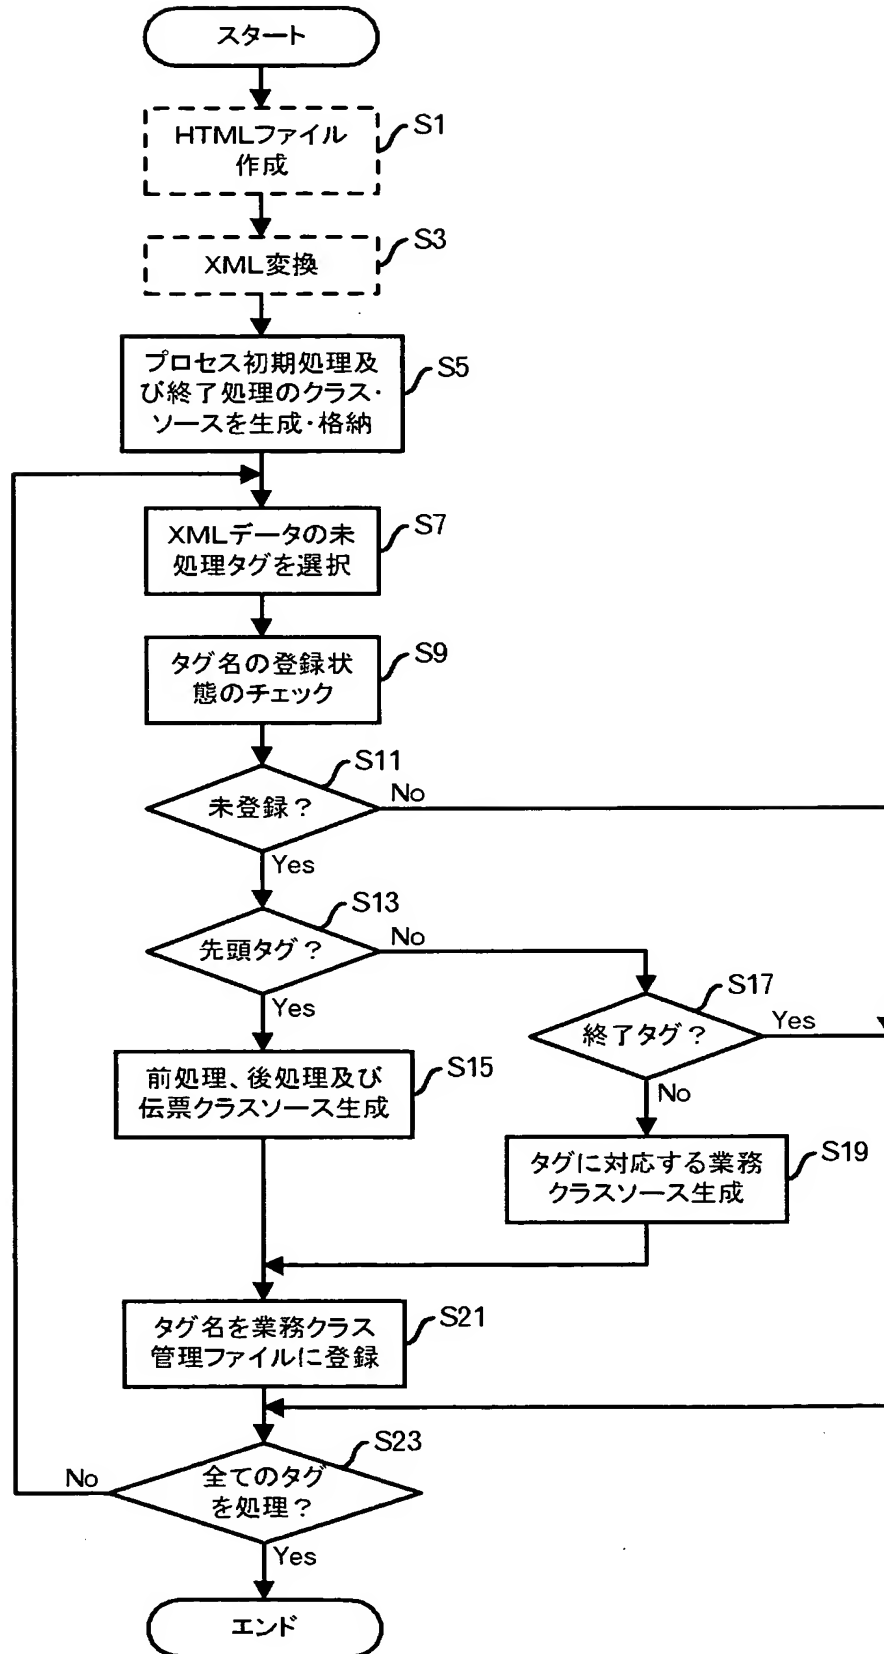 スタート
HTMLファイル
作成
S1
XML変換
S3
プロセス初期処理及
び終了処理のクラス・
ソースを生成・格納
S5
XMLデータの未
処理タグを選択
S7
タグ名の登録状
態のチェック
S9
未登録？
S11
No
Yes
先頭タグ？
S13
No
Yes
終了タグ？
S17
Yes
No
前処理、後処理及び
伝票クラスソース生成
S15
タグに対応する業務
クラスソース生成
S19
タグ名を業務クラス
管理ファイルに登録
S21
全てのタグ
を処理？
S23
No
Yes
エンド